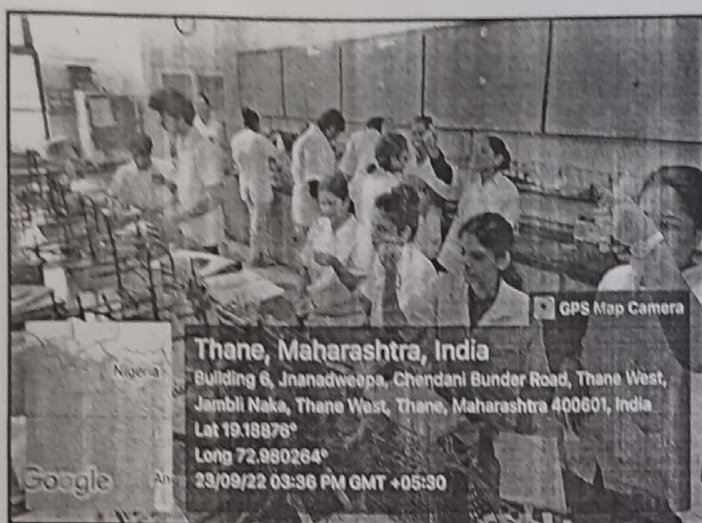 GPS Map Camera
Nigeria
Google
Thane, Maharashtra, India
Building 6, Jnanadweepa, Chendani Bunder Road, Thane West,
Jambli Naka, Thane West, Thane, Maharashtra 400601, India
Lat 19.18876°
Long 72.980264°
23/09/22 03:36 PM GMT +05:30